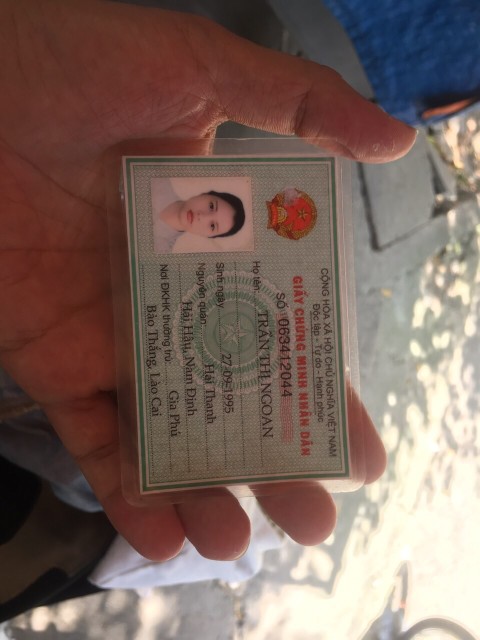 CỘNG HÒA XÃ HỘI CHỦ NGHĨA VIỆT NAM
Độc lập - Tự do - Hạnh phúc
GIẤY CHỨNG MINH NHÂN DÂN
SỐ 063412044
Họ tên: TRẦN THỊ NGOAN
Sinh ngày 27-09-1995
Nguyên quán Hải Thanh
Hải Hậu, Nam Định
Nơi ĐKHK thường trú Gia Phú
Bảo Thắng, Lào Cai